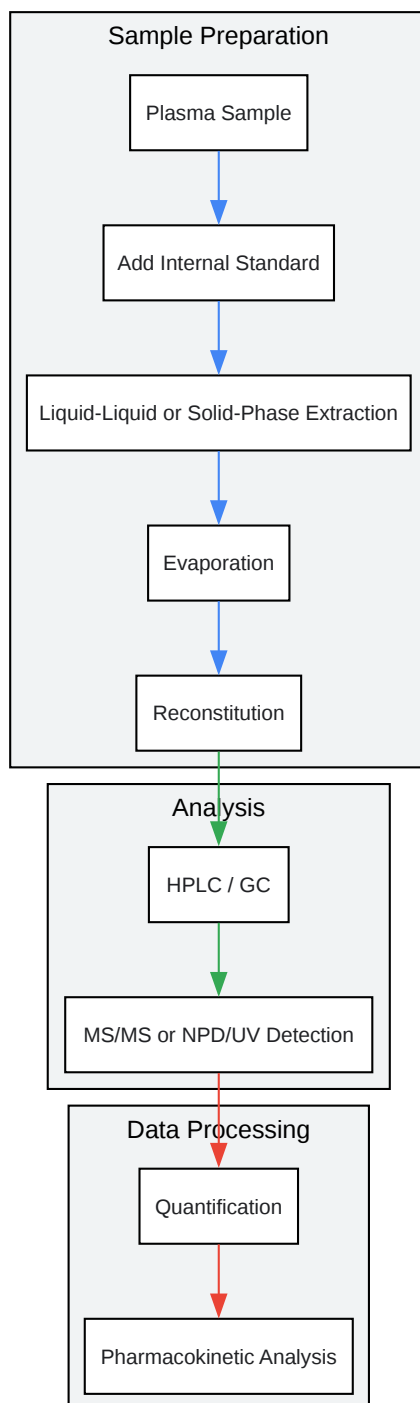 Sample Preparation
Plasma Sample
Add Internal Standard
Liquid-Liquid or Solid-Phase Extraction
Evaporation
Reconstitution
Analysis
HPLC / GC
MS/MS or NPD/UV Detection
Data Processing
Quantification
Pharmacokinetic Analysis